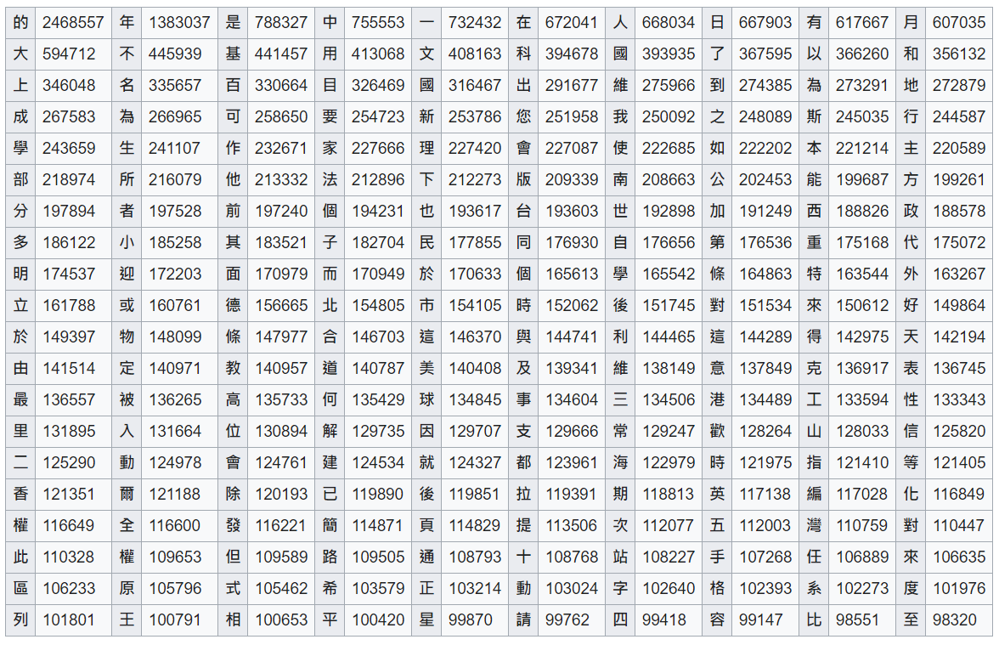 的 2468557 年 1383037 是 788327 中 755553 一 732432 在 672041 人 668034 日 667903 有 617667 月 607035
大 594712 不 445939 基 441457 用 413068 文 408163 科 394678 國 393935 了 367595 以 366260 和 356132
上 346048 名 335657 百 330664 目 326469 國 316467 出 291677 維 275966 到 274385 為 273291 地 272879
成 267583 為 266965 可 258650 要 254723 新 253786 您 251958 我 250092 之 248089 斯 245035 行 244587
學 243659 生 241107 作 232671 家 227666 理 227420 會 227087 使 222685 如 222202 本 221214 主 220589
部 218974 所 216079 他 213332 法 212896 下 212273 版 209339 南 208663 公 202453 能 199687 方 199261
分 197894 者 197528 前 197240 個 194231 也 193617 台 193603 世 192898 加 191249 西 188826 政 188578
多 186122 小 185258 其 183521 子 182704 民 177855 同 176930 自 176656 第 176536 重 175168 代 175072
明 174537 迎 172203 面 170979 而 170949 於 170633 個 165613 學 165542 條 164863 特 163544 外 163267
立 161788 或 160761 德 156665 北 154805 市 154105 時 152062 後 151745 對 151534 來 150612 好 149864
於 149397 物 148099 條 147977 合 146703 這 146370 與 144741 利 144465 這 144289 得 142975 天 142194
由 141514 定 140971 教 140957 道 140787 美 140408 及 139341 維 138149 意 137849 克 136917 表 136745
最 136557 被 136265 高 135733 何 135429 球 134845 事 134604 三 134506 港 134489 工 133594 性 133343
里 131895 入 131664 位 130894 解 129735 因 129707 支 129666 常 129247 歡 128264 山 128033 信 125820
二 125290 動 124978 會 124761 建 124534 就 124327 都 123961 海 122979 時 121975 指 121410 等 121405
香 121351 爾 121188 除 120193 已 119890 後 119851 拉 119391 期 118813 英 117138 編 117028 化 116849
權 116649 全 116600 發 116221 簡 114871 頁 114829 提 113506 次 112077 五 112003 灣 110759 對 110447
此 110328 權 109653 但 109589 路 109505 通 108793 十 108768 站 108227 手 107268 任 106889 來 106635
區 106233 原 105796 式 105462 希 103579 正 103214 動 103024 字 102640 格 102393 系 102273 度 101976
列 101801 王 100791 相 100653 平 100420 星 99870 請 99762 四 99418 容 99147 比 98551 至 98320